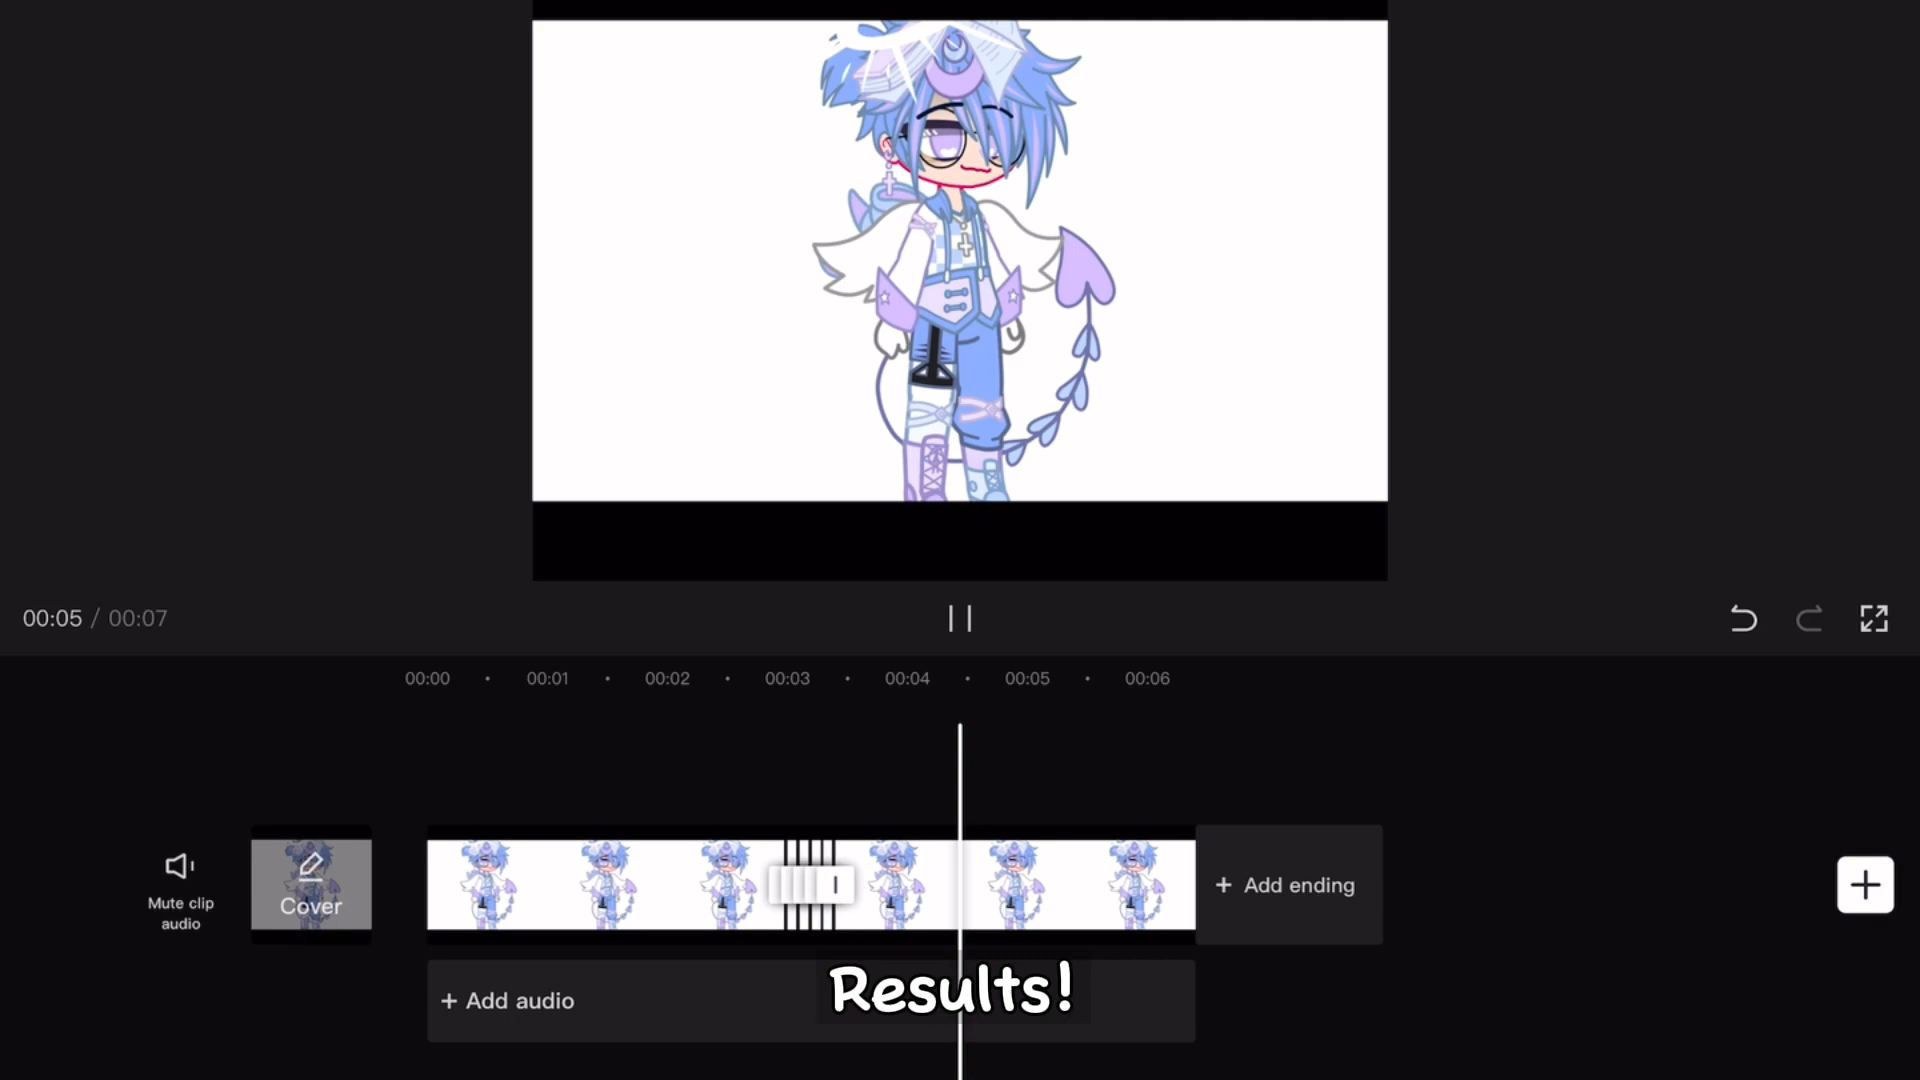 00:05 / 00:07
00:00 00:01 00:02 00:03 00:04 00:05 00:06
Mute clip
audio
Cover
+ Add ending
+ Add audio
Results!